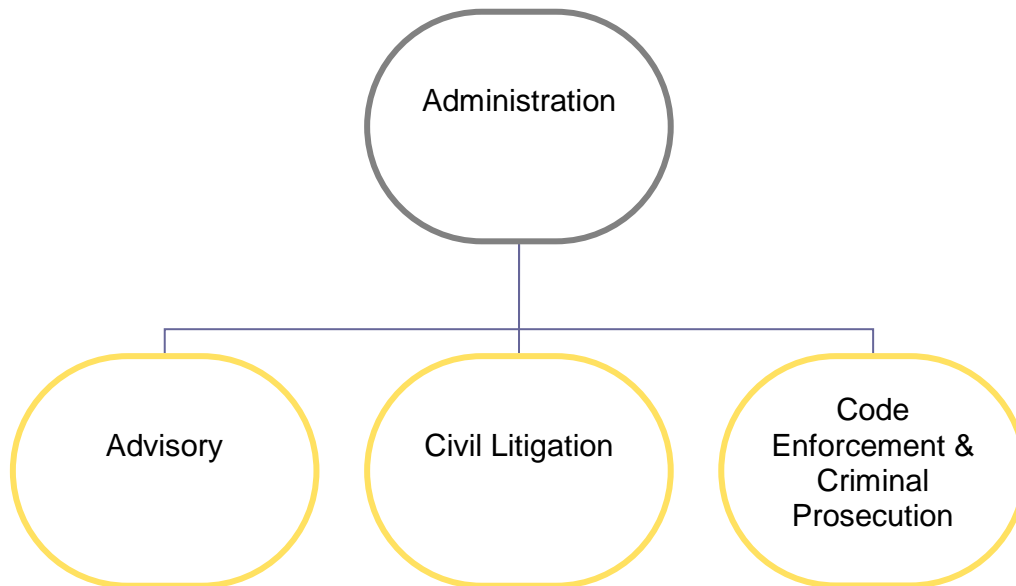 Administration
Advisory
Civil Litigation
Code
Enforcement &
Criminal
Prosecution